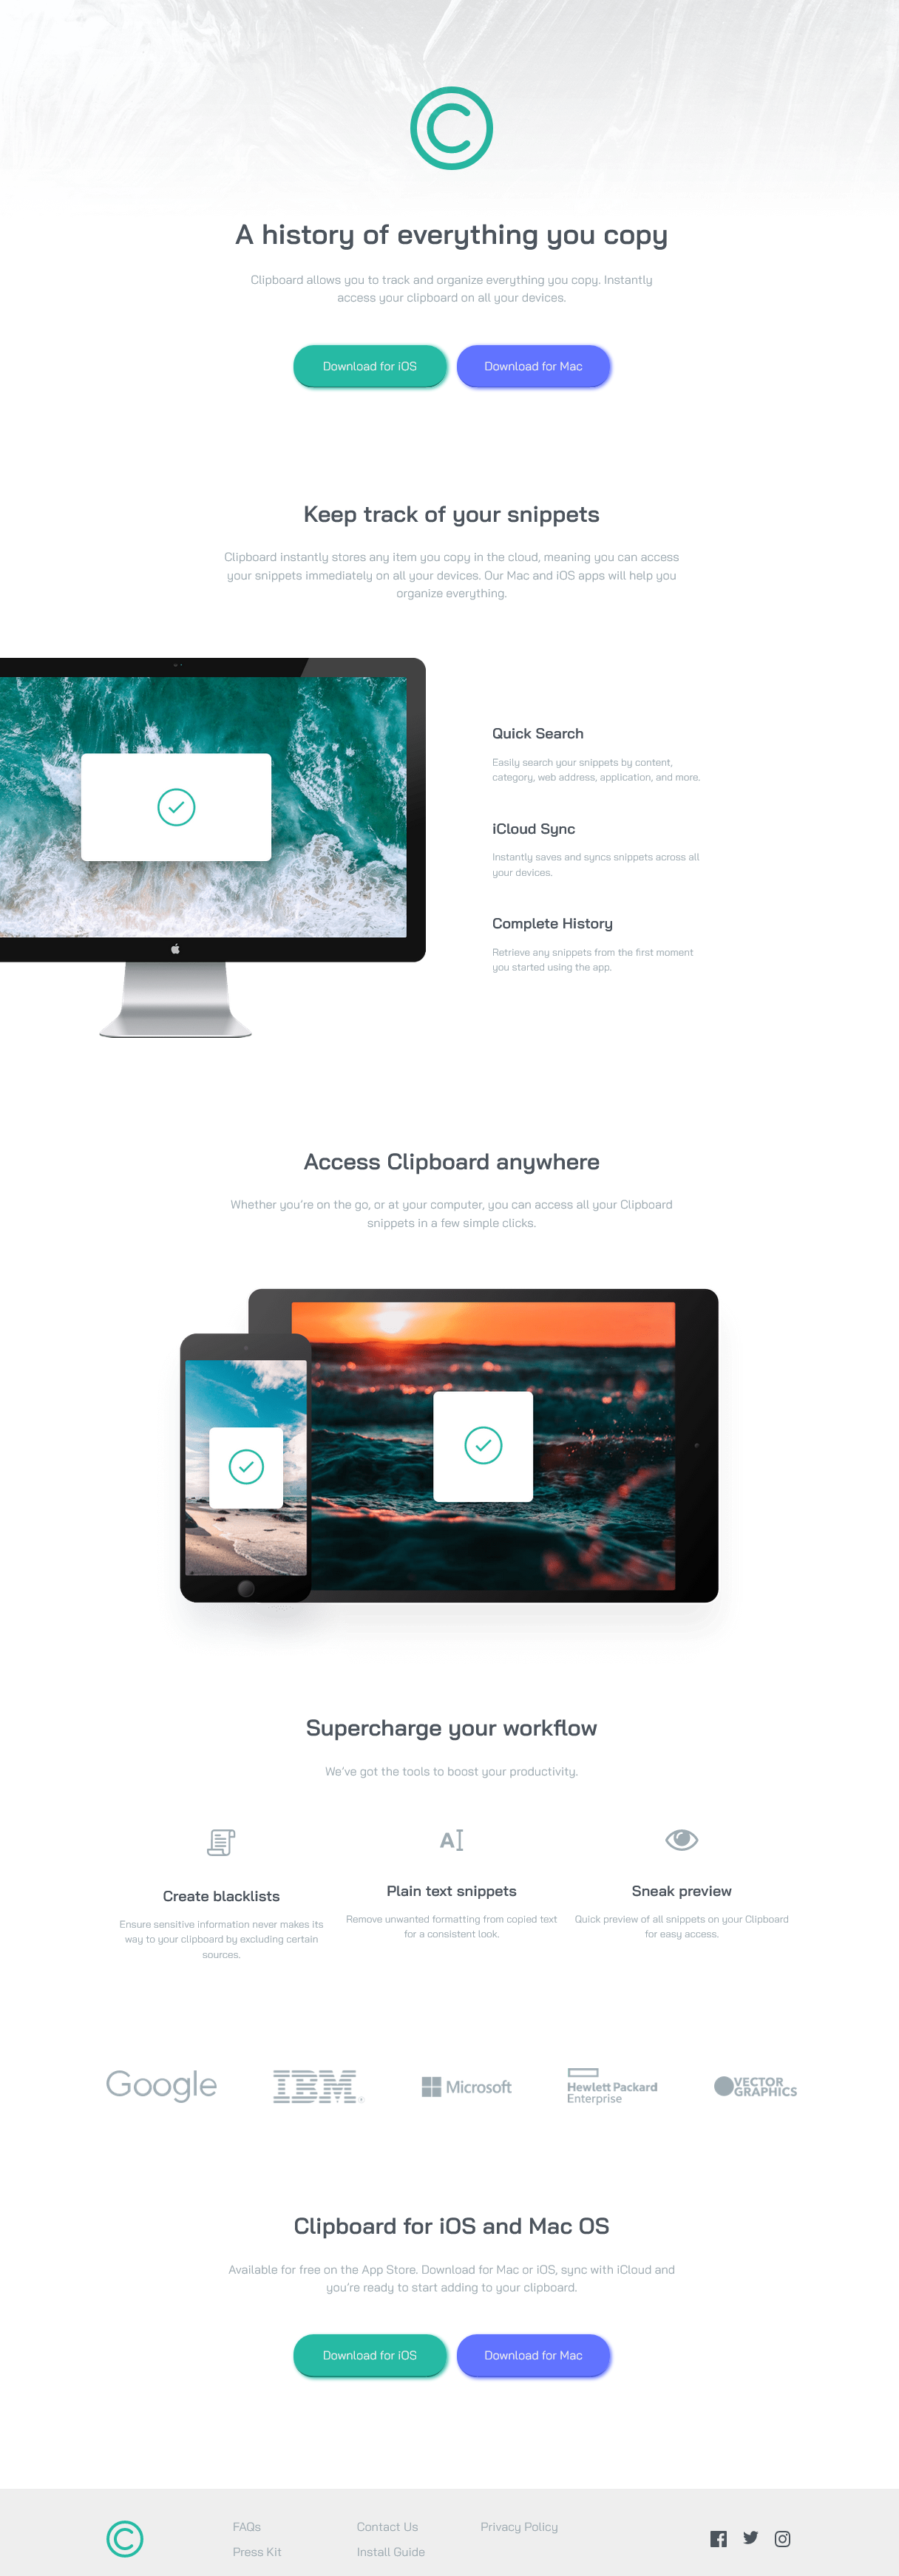 A history of everything you copy
Clipboard allows you to track and organize everything you copy. Instantly
access your clipboard on all your devices.
Download for iOS
Download for Mac
Keep track of your snippets
Clipboard instantly stores any item you copy in the cloud, meaning you can access
your snippets immediately on all your devices. Our Mac and iOS apps will help you
organize everything.
Quick Search
Easily search your snippets by content,
category, web address, application, and more.
iCloud Sync
Instantly saves and syncs snippets across all
your devices.
Complete History
Retrieve any snippets from the first moment
you started using the app.
Access Clipboard anywhere
Whether you're on the go, or at your computer, you can access all your Clipboard
snippets in a few simple clicks.
Supercharge your workflow
We've got the tools to boost your productivity.
A
Create blacklists
Ensure sensitive information never makes its
way to your clipboard by excluding certain
sources.
Plain text snippets
Remove unwanted formatting from copied text
for a consistent look.
Sneak preview
Quick preview of all snippets on your Clipboard
for easy access.
Google
IBM
Microsoft
Hewlett Packard
Enterprise
VECTOR
GRAPHICS
Clipboard for iOS and Mac OS
Available for free on the App Store. Download for Mac or iOS, sync with iCloud and
you're ready to start adding to your clipboard.
Download for iOS
Download for Mac
FAQs
Press Kit
Contact Us
Install Guide
Privacy Policy